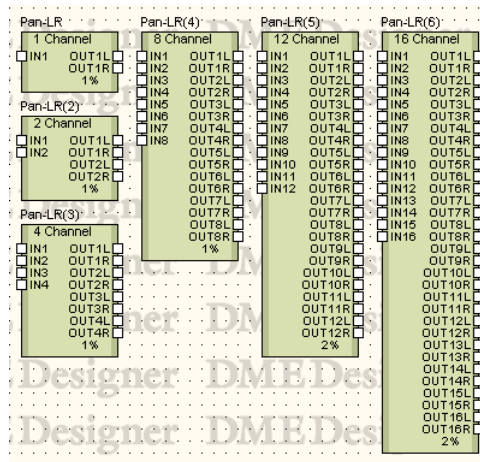 Pan-LR
1 Channel
IN1 OUT1L
OUT1R
1%
Pan-LR(2)
2 Channel
IN1 OUT1L
IN2 OUT1R
OUT2L
OUT2R
1%
Pan-LR(3)
4 Channel
IN1 OUT1L
IN2 OUT1R
IN3 OUT2L
IN4 OUT2R
OUT3L
OUT3R
OUT4L
OUT4R
1%
Pan-LR(4)
8 Channel
IN1 OUT1L
IN2 OUT1R
IN3 OUT2L
IN4 OUT2R
IN5 OUT3L
IN6 OUT3R
IN7 OUT4L
IN8 OUT4R
OUT5L
OUT5R
OUT6L
OUT6R
OUT7L
OUT7R
OUT8L
OUT8R
1%
Pan-LR(5)
12 Channel
IN1 OUT1L
IN2 OUT1R
IN3 OUT2L
IN4 OUT2R
IN5 OUT3L
IN6 OUT3R
IN7 OUT4L
IN8 OUT4R
IN9 OUT5L
IN10 OUT5R
IN11 OUT6L
IN12 OUT6R
OUT7L
OUT7R
OUT8L
OUT8R
OUT9L
OUT9R
OUT10L
OUT10R
OUT11L
OUT11R
OUT12L
OUT12R
2%
Pan-LR(6)
16 Channel
IN1 OUT1L
IN2 OUT1R
IN3 OUT2L
IN4 OUT2R
IN5 OUT3L
IN6 OUT3R
IN7 OUT4L
IN8 OUT4R
IN9 OUT5L
IN10 OUT5R
IN11 OUT6L
IN12 OUT6R
IN13 OUT7L
IN14 OUT7R
IN15 OUT8L
IN16 OUT8R
OUT9L
OUT9R
OUT10L
OUT10R
OUT11L
OUT11R
OUT12L
OUT12R
OUT13L
OUT13R
OUT14L
OUT14R
OUT15L
OUT15R
OUT16L
OUT16R
2%
Designer DME Des
Designer DME Designer